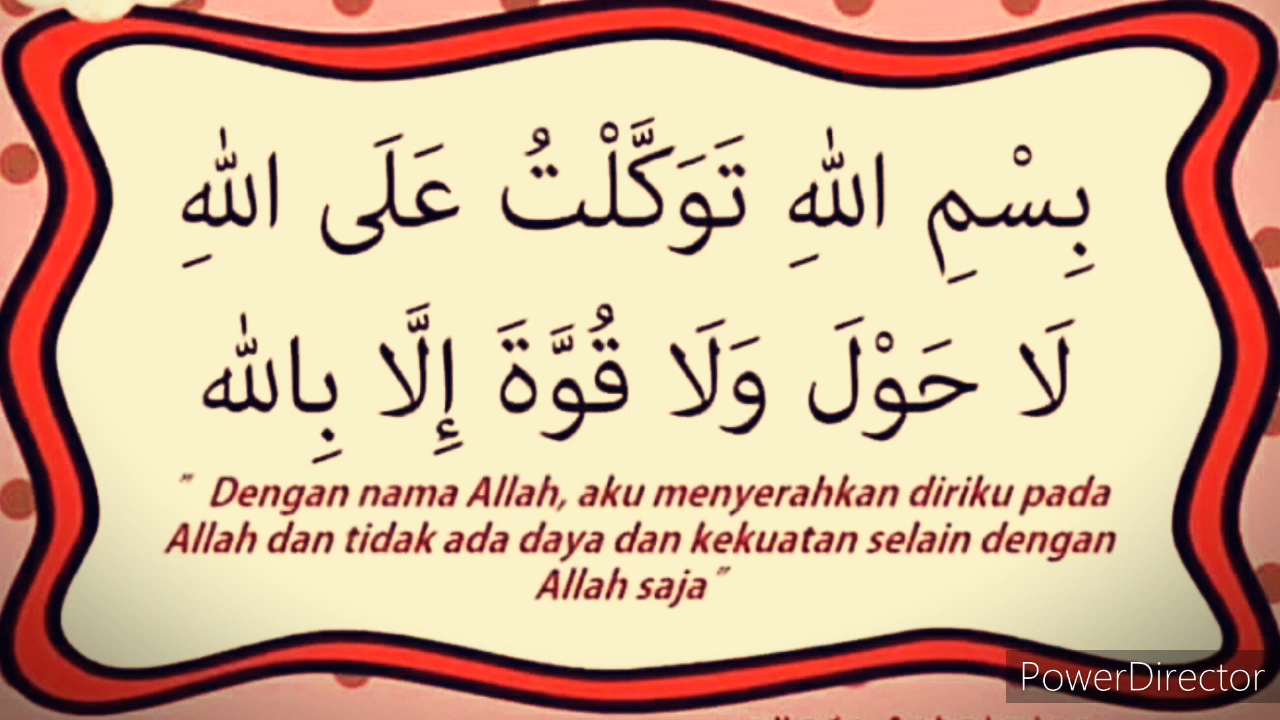 بِسْمِ اللهِ تَوَكَّلْتُ عَلَى اللهِ
لَا حَوْلَ وَلَا قُوَّةَ إِلَّا بِالله
" Dengan nama Allah, aku menyerahkan diriku pada
Allah dan tidak ada daya dan kekuatan selain dengan
Allah saja"
PowerDirector